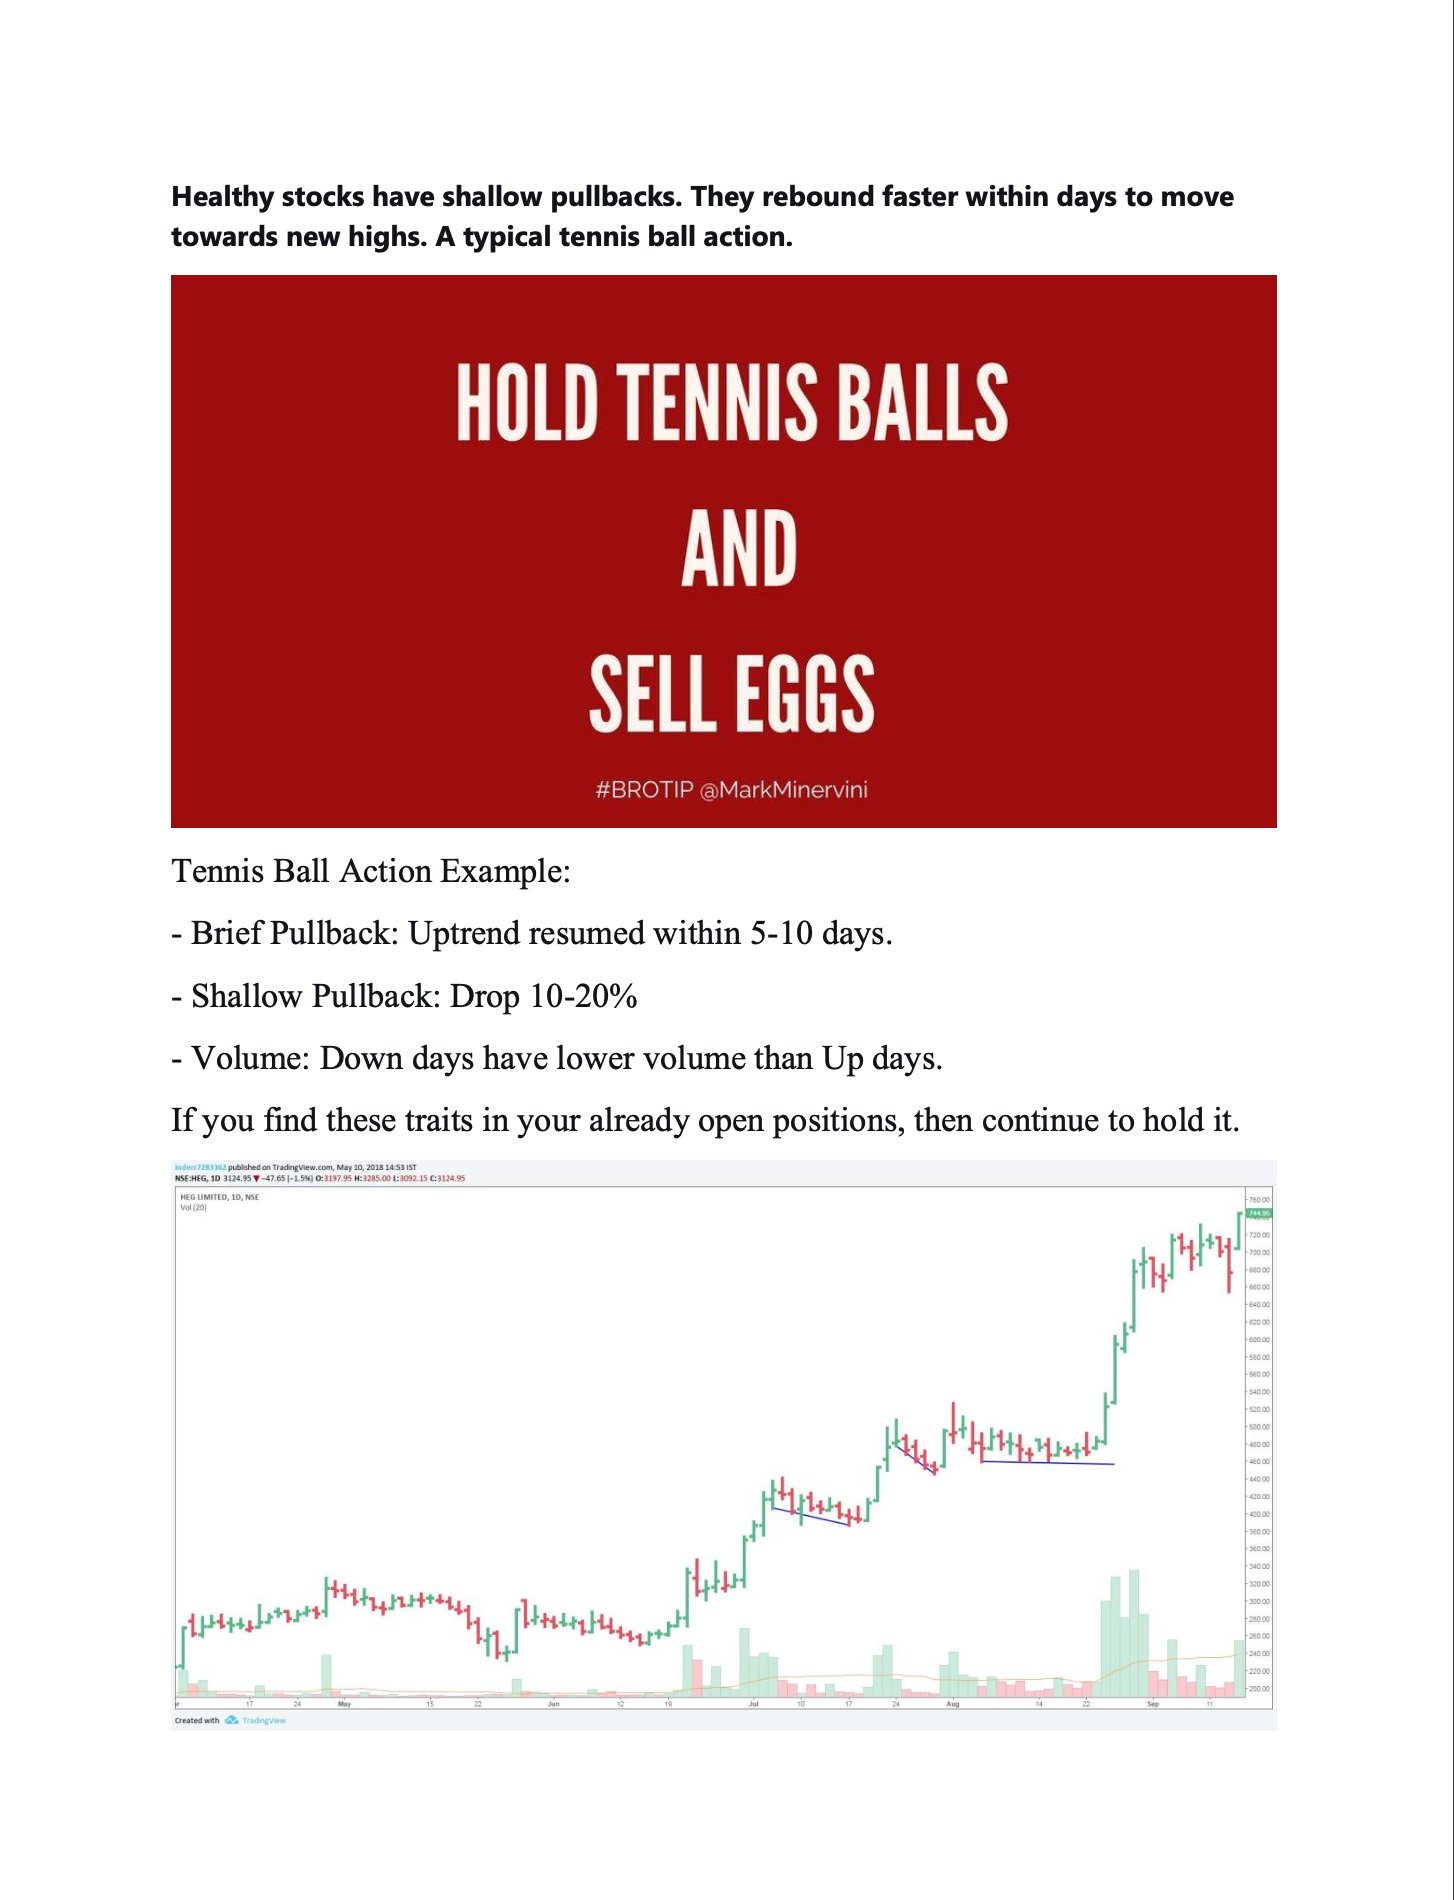 Healthy stocks have shallow pullbacks. They rebound faster within days to move
towards new highs. A typical tennis ball action.
HOLD TENNIS BALLS
AND
SELL EGGS
#BROTIP @MarkMinervini
Tennis Ball Action Example:
- Brief Pullback: Uptrend resumed within 5-10 days.
- Shallow Pullback: Drop 10-20%
- Volume: Down days have lower volume than Up days.
If you find these traits in your already open positions, then continue to hold it.
inderr7283362 published on TradingView.com, May 10, 2018 14:53 IST
NSE:HEG, 1D 3124.95 ▼ -47.65 (-1.5%) O:3197.95 H:3285.00 L:3092.15 C:3124.95
HEG LIMITED, 1D, NSE
Vol (20)
760.00
744.95
720.00
700.00
680.00
660.00
640.00
620.00
600.00
580.00
560.00
540.00
520.00
500.00
480.00
460.00
440.00
420.00
400.00
380.00
360.00
340.00
320.00
300.00
280.00
260.00
240.00
220.00
200.00
17 24 May 15 22 Jun 12 19 Jul 10 17 24 Aug 14 22 Sep 11
Created with TradingView